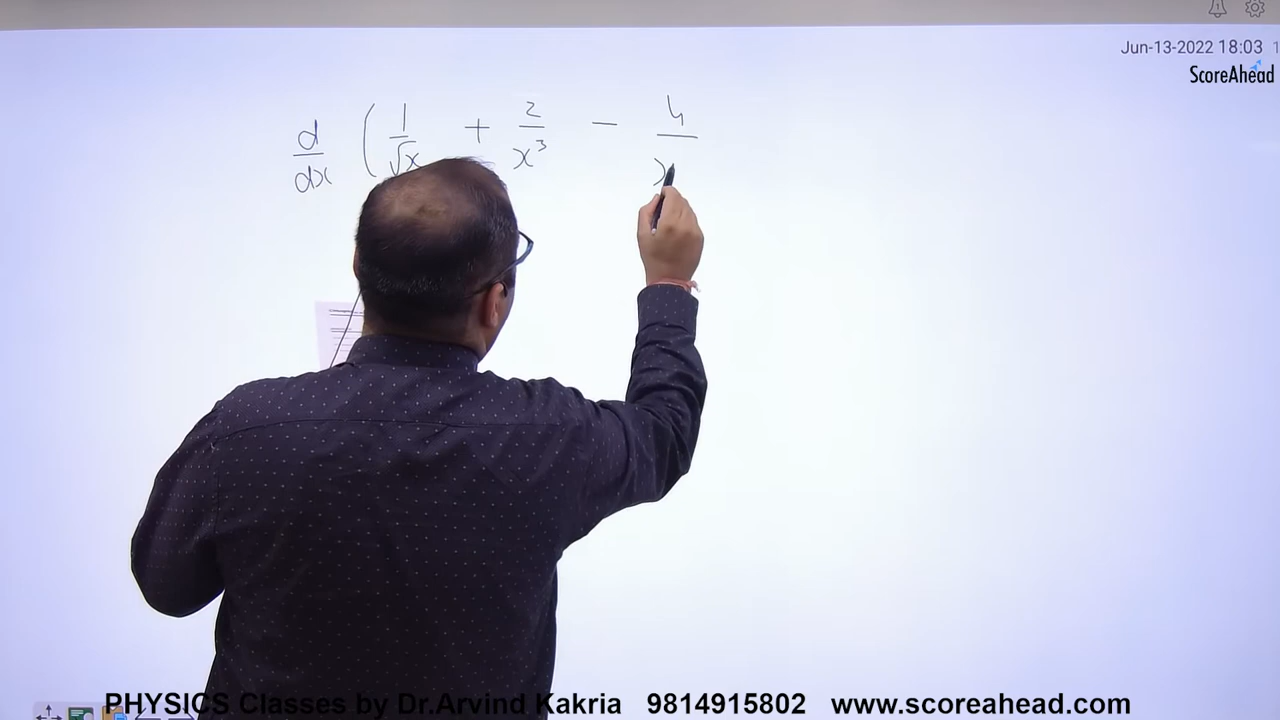 Jun-13-2022 18:03 1
ScoreAhead
d/dx (1/√x + 2/x³ - 4/x
PHYSICS Classes by Dr.Arvind Kakria 9814915802 www.scoreahead.com